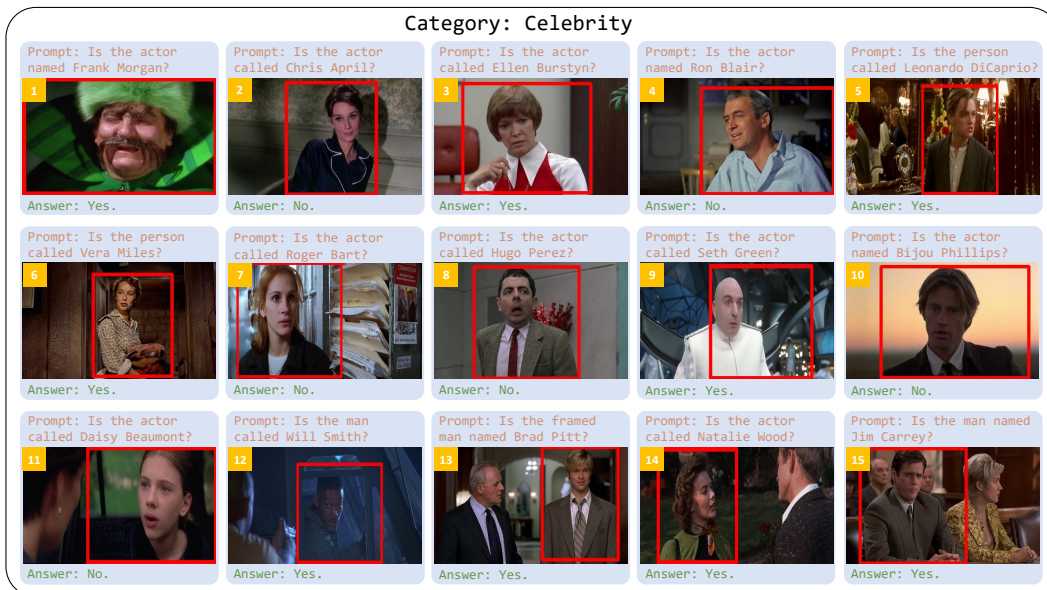 Category: Celebrity
Prompt: Is the actor
named Frank Morgan?
1
Answer: Yes.
Prompt: Is the actor
called Chris April?
2
Answer: No.
Prompt: Is the actor
called Ellen Burstyn?
3
Answer: Yes.
Prompt: Is the actor
named Ron Blair?
4
Answer: No.
Prompt: Is the person
called Leonardo DiCaprio?
5
Answer: Yes.
Prompt: Is the person
called Vera Miles?
6
Answer: Yes.
Prompt: Is the actor
called Roger Bart?
7
Answer: No.
Prompt: Is the actor
called Hugo Perez?
8
Answer: No.
Prompt: Is the actor
called Seth Green?
9
Answer: Yes.
Prompt: Is the actor
named Bijou Phillips?
10
Answer: No.
Prompt: Is the actor
called Daisy Beaumont?
11
Answer: No.
Prompt: Is the man
called Will Smith?
12
Answer: Yes.
Prompt: Is the framed
man named Brad Pitt?
13
Answer: Yes.
Prompt: Is the actor
called Natalie Wood?
14
Answer: Yes.
Prompt: Is the man named
Jim Carrey?
15
Answer: Yes.